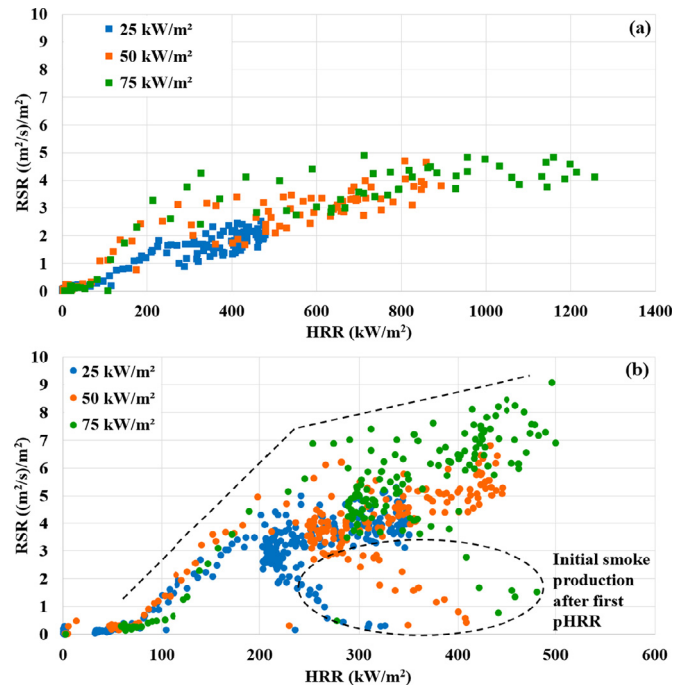 (a)
25 kW/m²
50 kW/m²
75 kW/m²
RSR ((m²/s)/m²)
10
9
8
7
6
5
4
3
2
1
0
0 200 400 600 800 1000 1200 1400
HRR (kW/m²)
(b)
25 kW/m²
50 kW/m²
75 kW/m²
RSR ((m²/s)/m²)
10
9
8
7
6
5
4
3
2
1
0
Initial smoke
production
after first
pHRR
0 100 200 300 400 500 600
HRR (kW/m²)